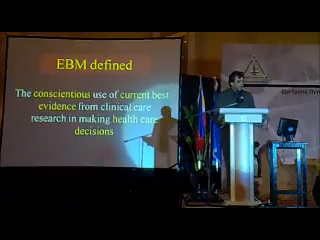 EBM defined
The conscientious use of current best
evidence from clinical care
research in making health care
decisions